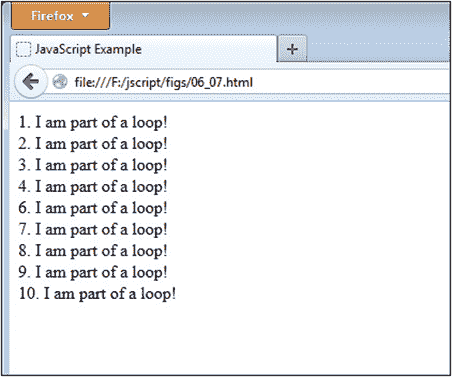 Firefox
JavaScript Example
file:///F:/jscript/figs/06_07.html
1. I am part of a loop!
2. I am part of a loop!
3. I am part of a loop!
4. I am part of a loop!
6. I am part of a loop!
7. I am part of a loop!
8. I am part of a loop!
9. I am part of a loop!
10. I am part of a loop!